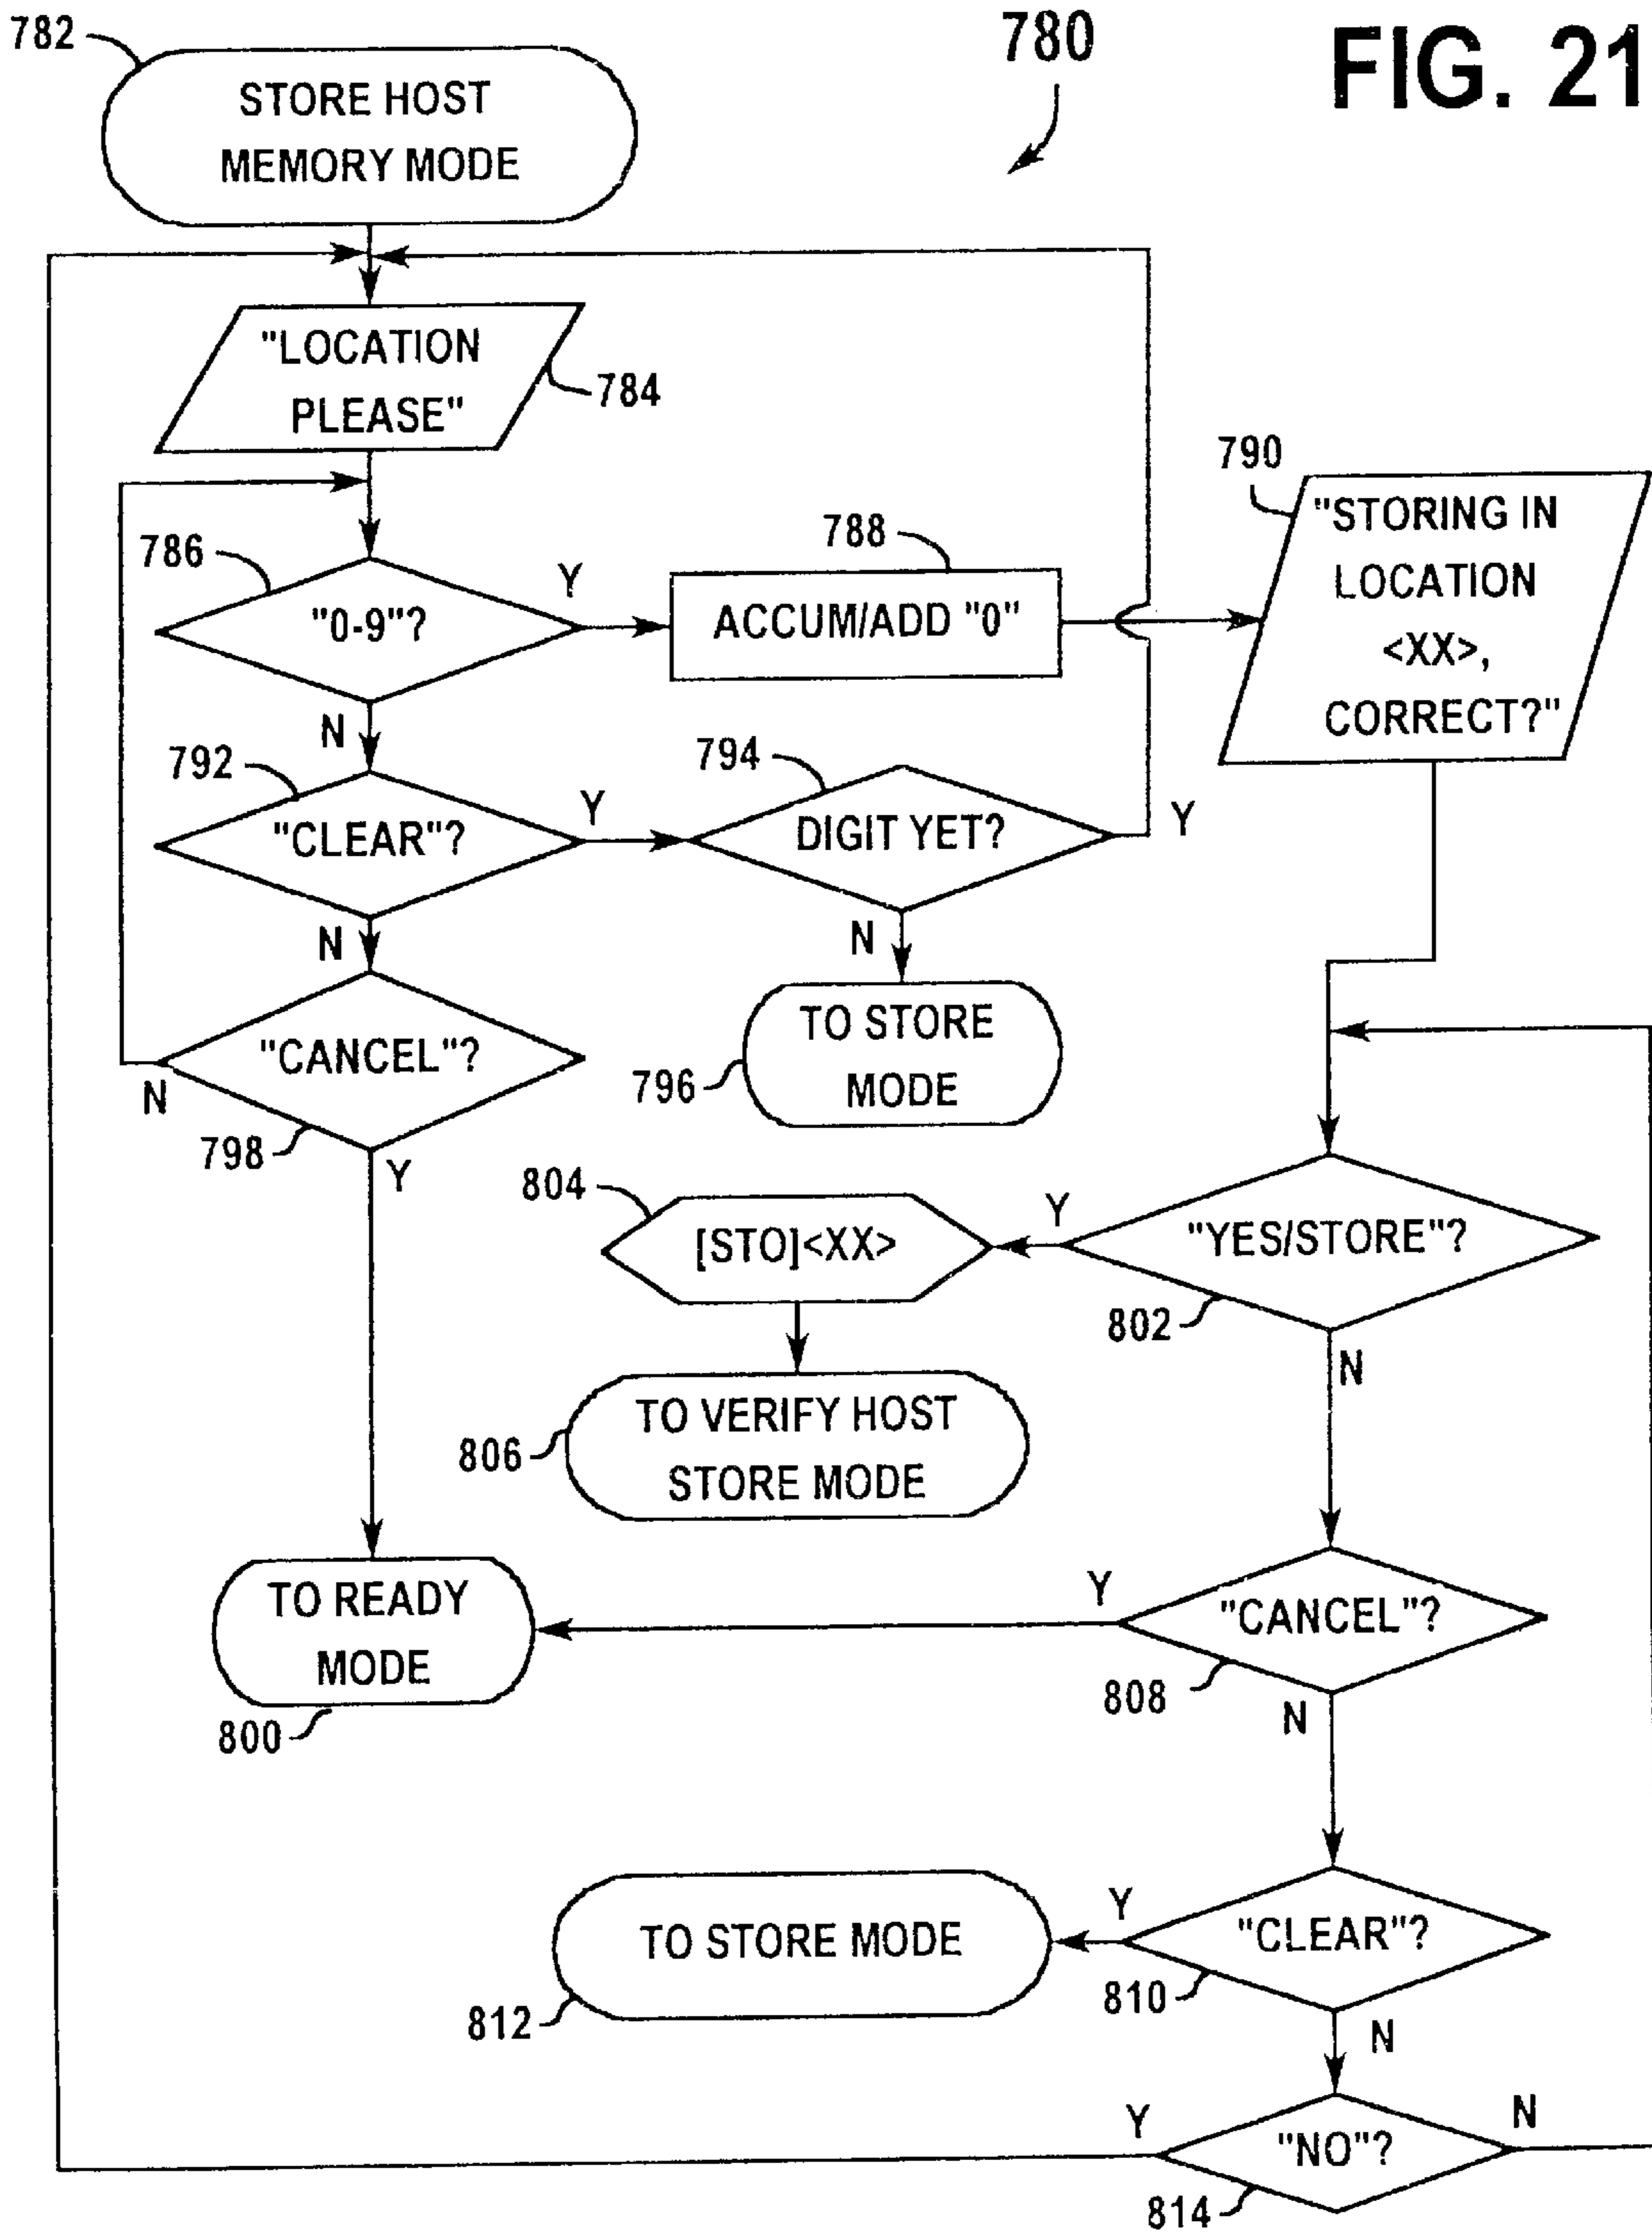 782
780
FIG. 21
STORE HOST
MEMORY MODE
"LOCATION
PLEASE"
784
790
"STORING IN
LOCATION
<XX>,
CORRECT?"
786
"0-9"?
Y
788
ACCUM/ADD "0"
N
792
"CLEAR"?
Y
794
DIGIT YET?
Y
N
N
"CANCEL"?
N
798
Y
TO STORE
MODE
796
804
[STO]<XX>
Y
"YES/STORE"?
802
N
TO VERIFY HOST
STORE MODE
806
TO READY
MODE
800
Y
"CANCEL"?
808
N
TO STORE MODE
812
Y
"CLEAR"?
810
N
Y
"NO"?
N
814